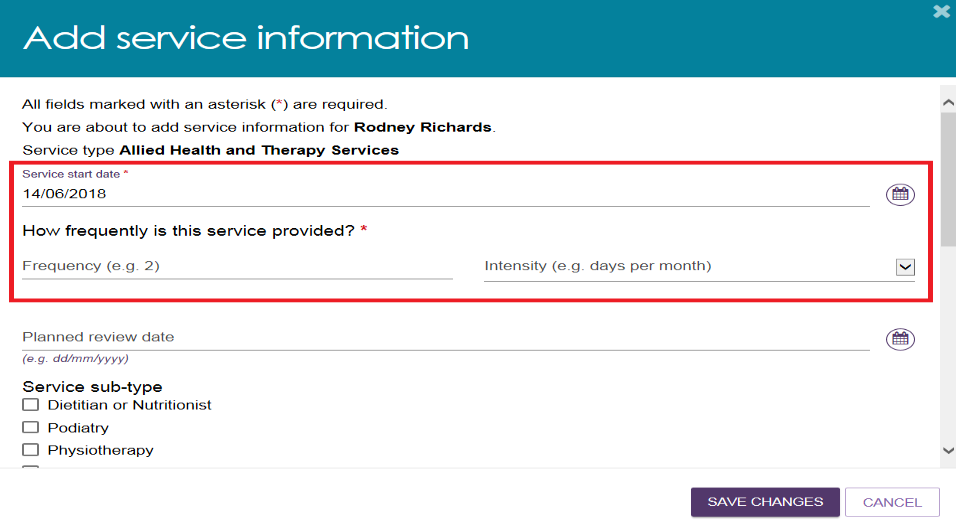 Add service information
All fields marked with an asterisk (*) are required.
You are about to add service information for Rodney Richards.
Service type Allied Health and Therapy Services
Service start date *
14/06/2018
How frequently is this service provided? *
Frequency (e.g. 2) Intensity (e.g. days per month)
Planned review date
(e.g. dd/mm/yyyy)
Service sub-type
Dietitian or Nutritionist
Podiatry
Physiotherapy
SAVE CHANGES CANCEL